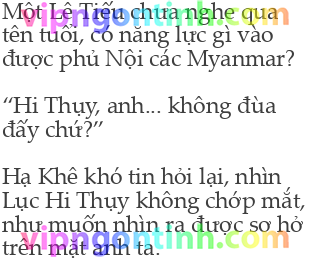 Một Lê Tiếu chưa nghe qua
vipngontinh.com
tên tuổi, có năng lực gì vào
được phủ Nội các Myanmar?
“Hi Thụy, anh... không đùa
vipngontinh.com
đấy chứ?”
Hạ Khê khó tin hỏi lại, nhìn
Lục Hi Thụy không chớp mắt,
như muốn nhìn ra được sơ hở
vipngontinh.com
trên mặt anh ta.